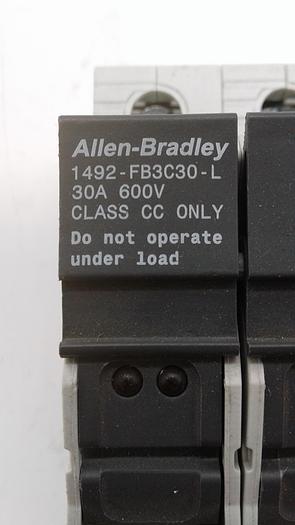 Allen-Bradley
1492-FB3C30-L
30A 600V
CLASS CC ONLY
Do not operate
under load